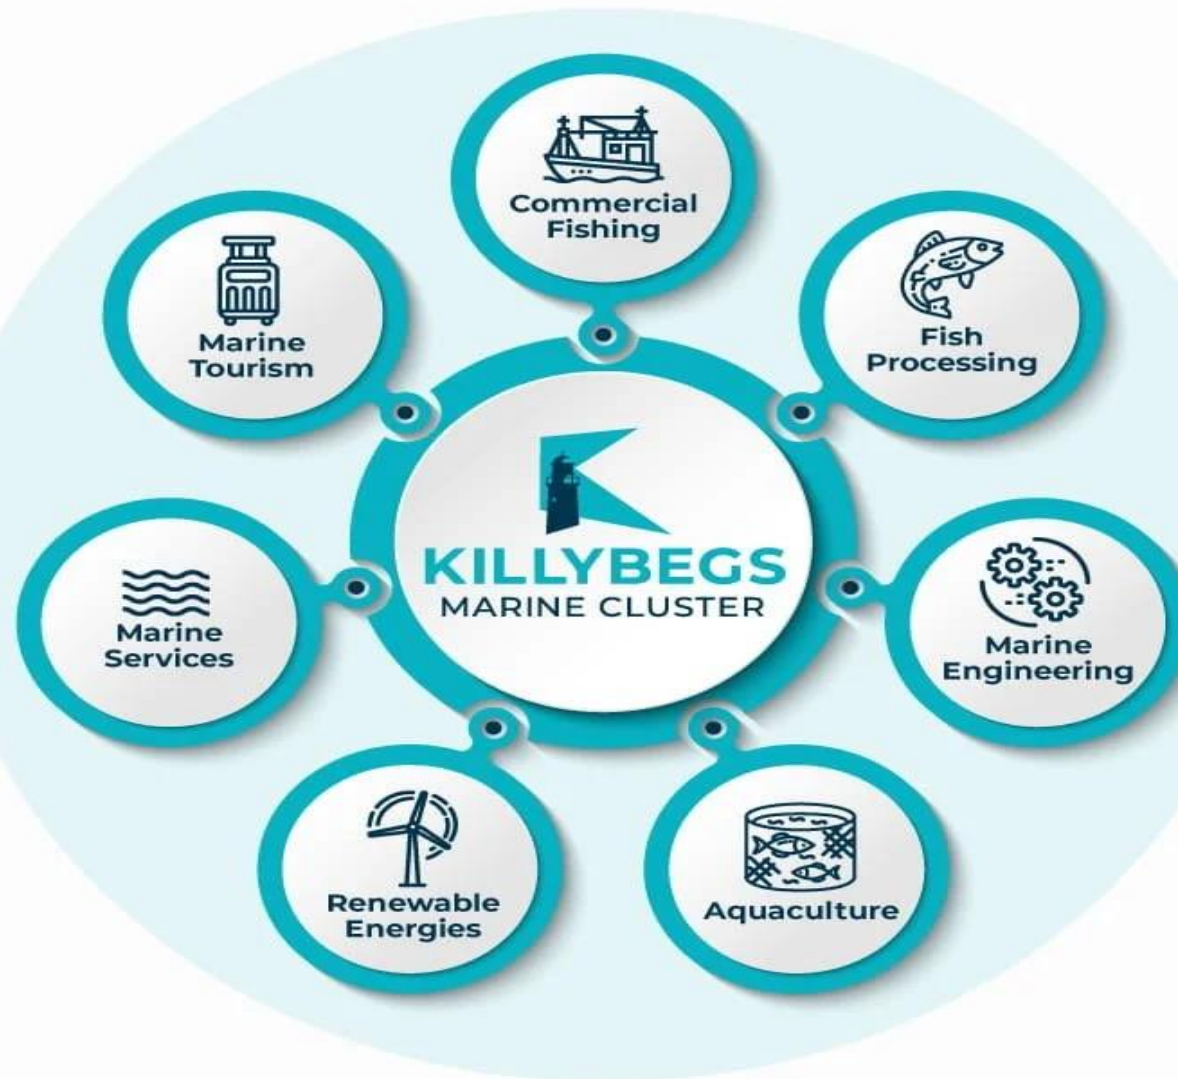 Commercial
Fishing
Fish
Processing
Marine
Engineering
Aquaculture
Renewable
Energies
Marine
Services
Marine
Tourism
KILLYBEGS
MARINE CLUSTER